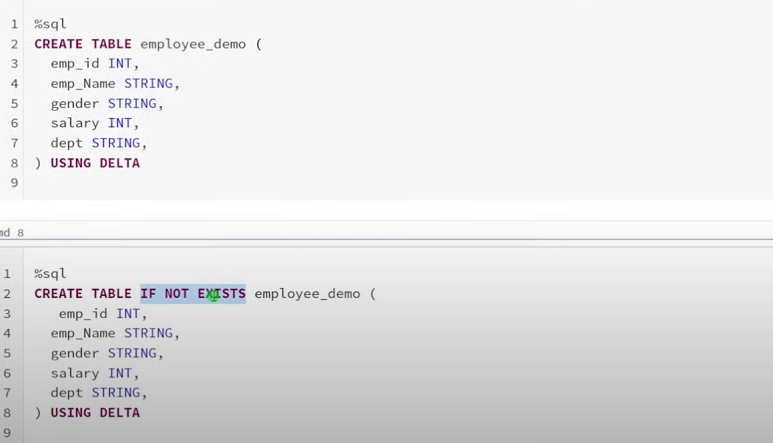 1 %sql
2 CREATE TABLE employee_demo (
3 emp_id INT,
4 emp_Name STRING,
5 gender STRING,
6 salary INT,
7 dept STRING,
8 ) USING DELTA
9
md 8
1 %sql
2 CREATE TABLE IF NOT EXISTS employee_demo (
3 emp_id INT,
4 emp_Name STRING,
5 gender STRING,
6 salary INT,
7 dept STRING,
8 ) USING DELTA
9